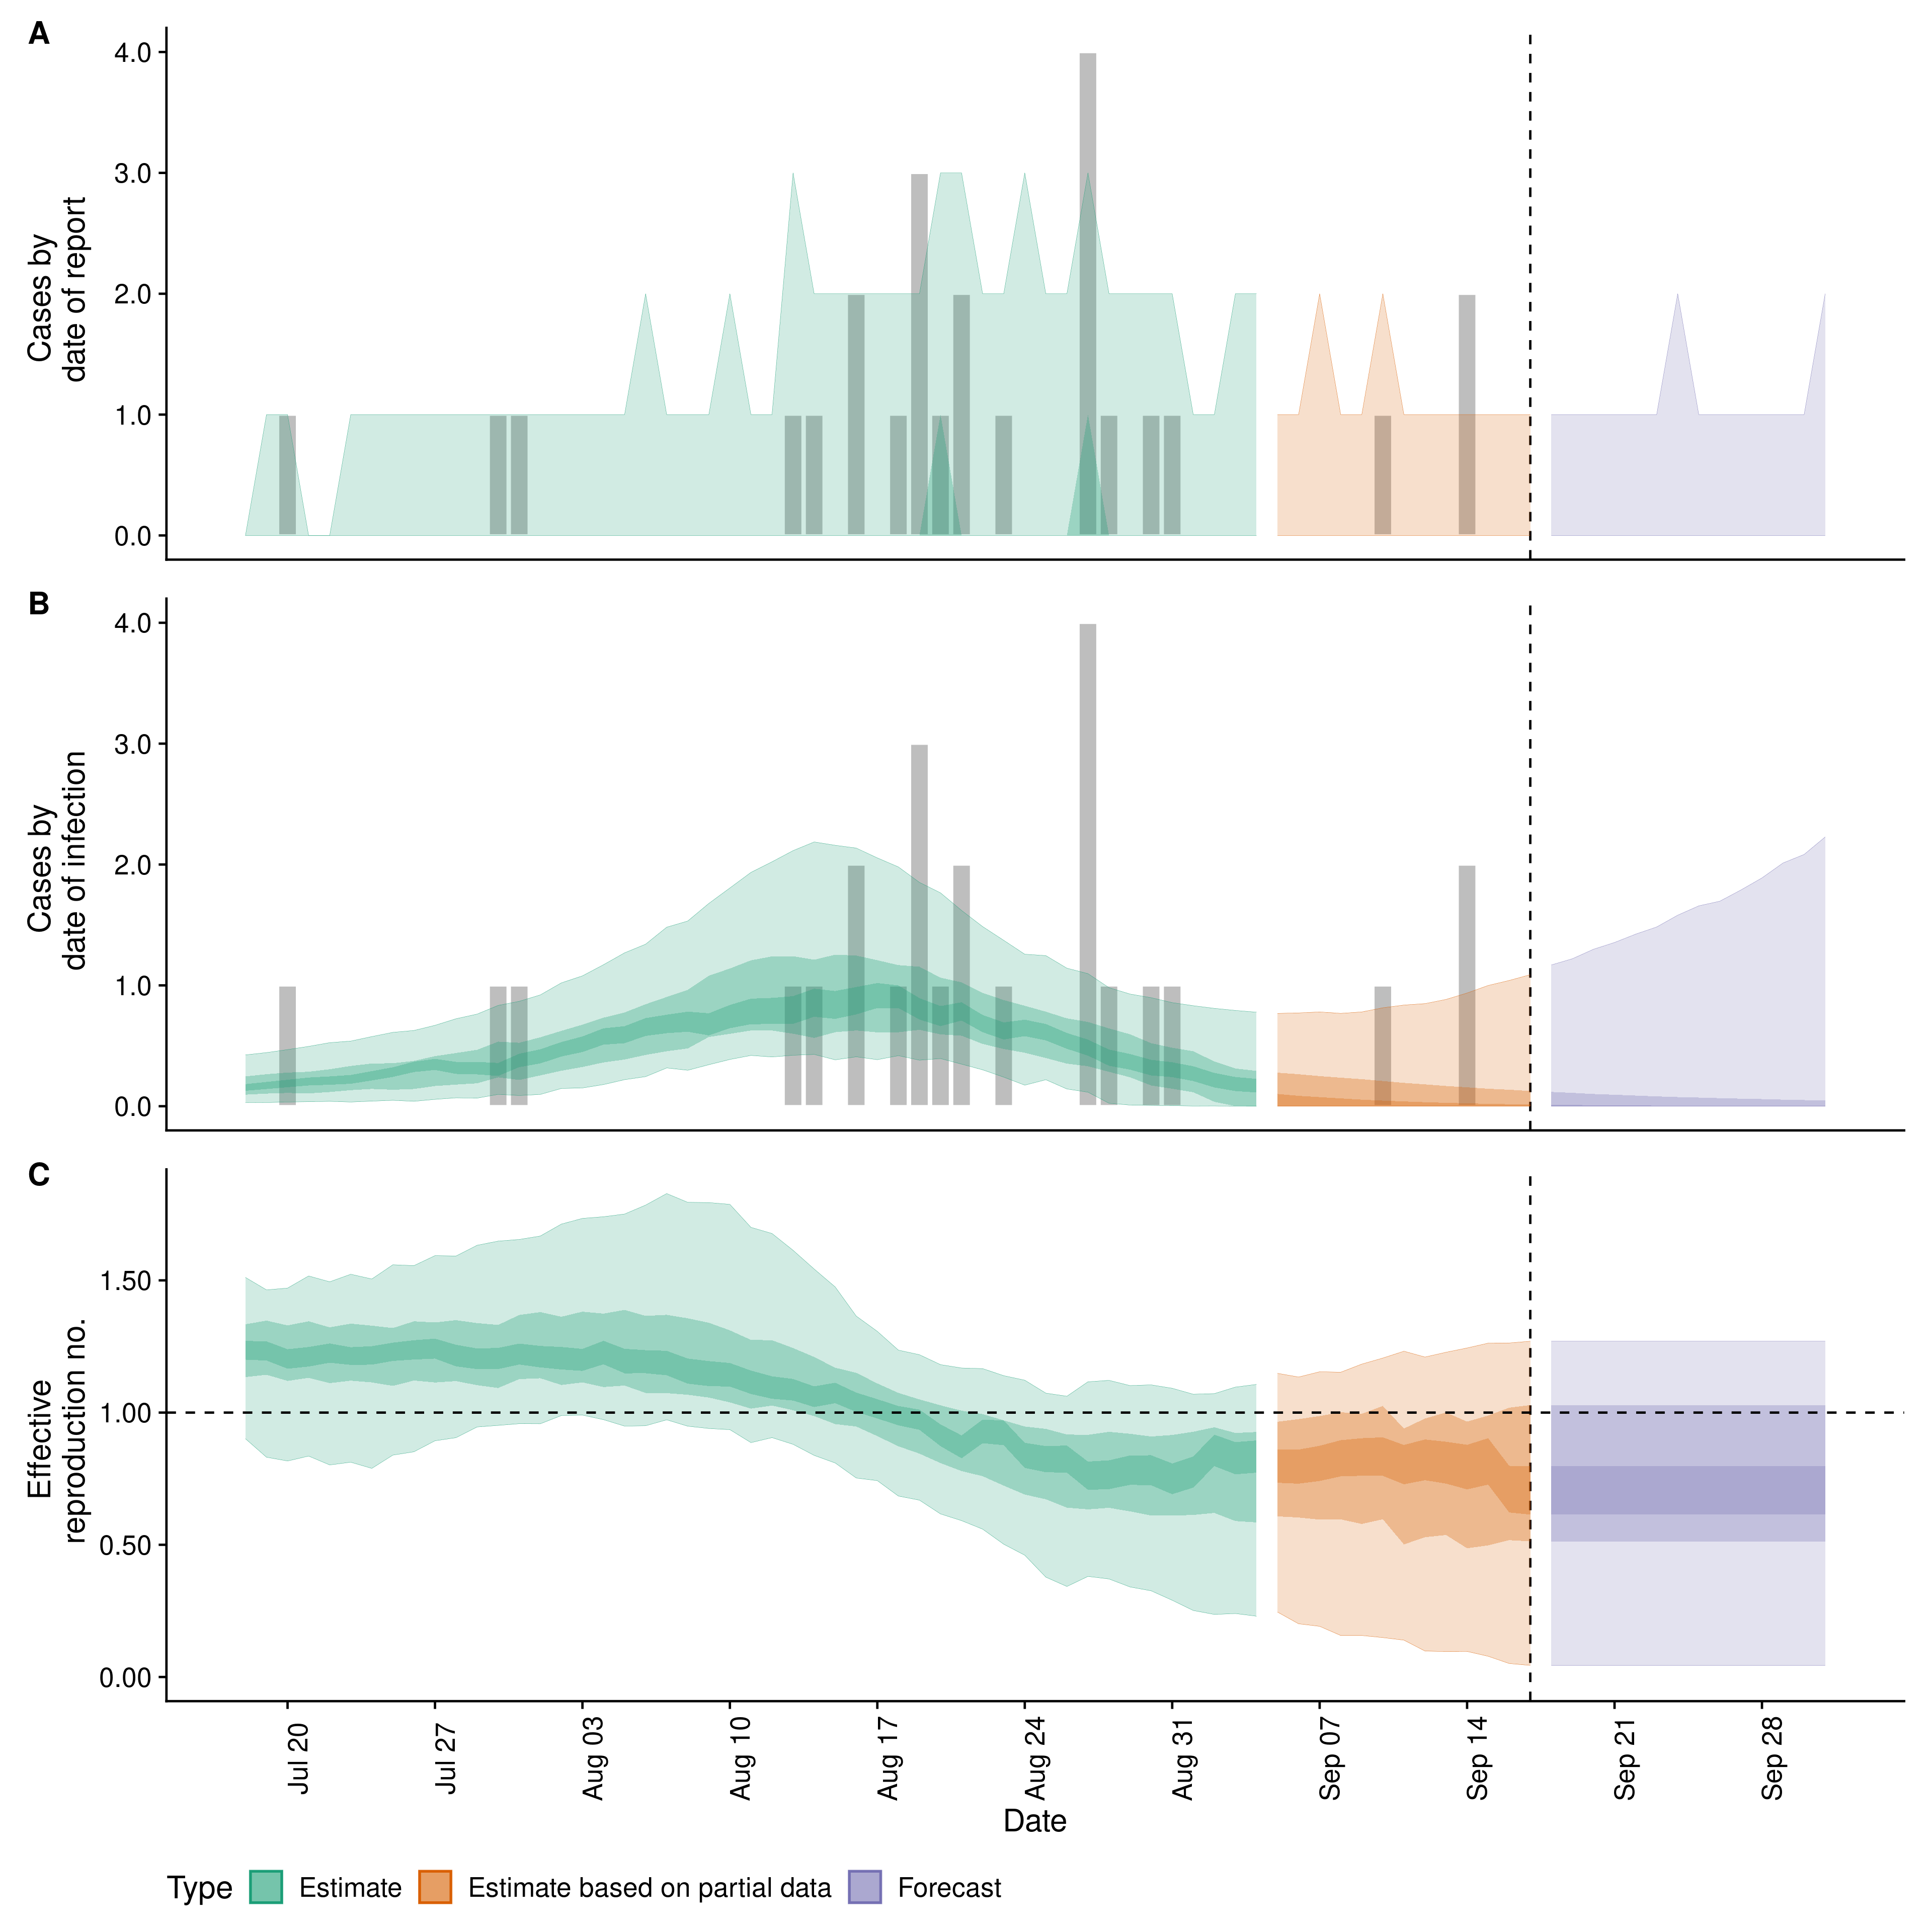 A
4.0
3.0
2.0
1.0
0.0
Cases by
date of report
B
4.0
3.0
2.0
1.0
0.0
Cases by
date of infection
C
1.50
1.00
0.50
0.00
Effective
reproduction no.
Jul 20
Jul 27
Aug 03
Aug 10
Aug 17
Aug 24
Aug 31
Sep 07
Sep 14
Sep 21
Sep 28
Date
Type Estimate Estimate based on partial data Forecast